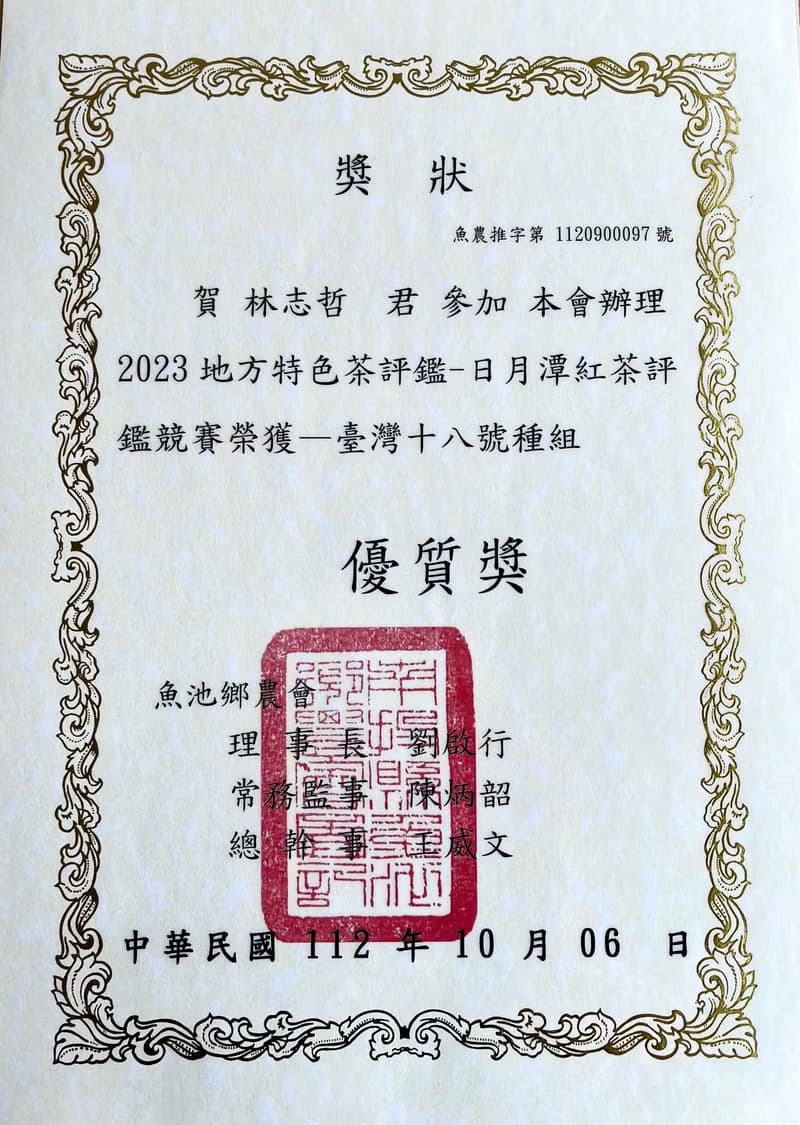 獎 狀
魚農推字第 1120900097 號
賀 林志哲 君 參加 本會辦理
2023 地方特色茶評鑑-日月潭紅茶評
鑑競賽榮獲—臺灣十八號種組
優質獎
魚池鄉農會
理 事 長 劉啟行
常務監事 陳炳韶
總 幹 事 王威文
中華民國 112 年 10 月 06 日